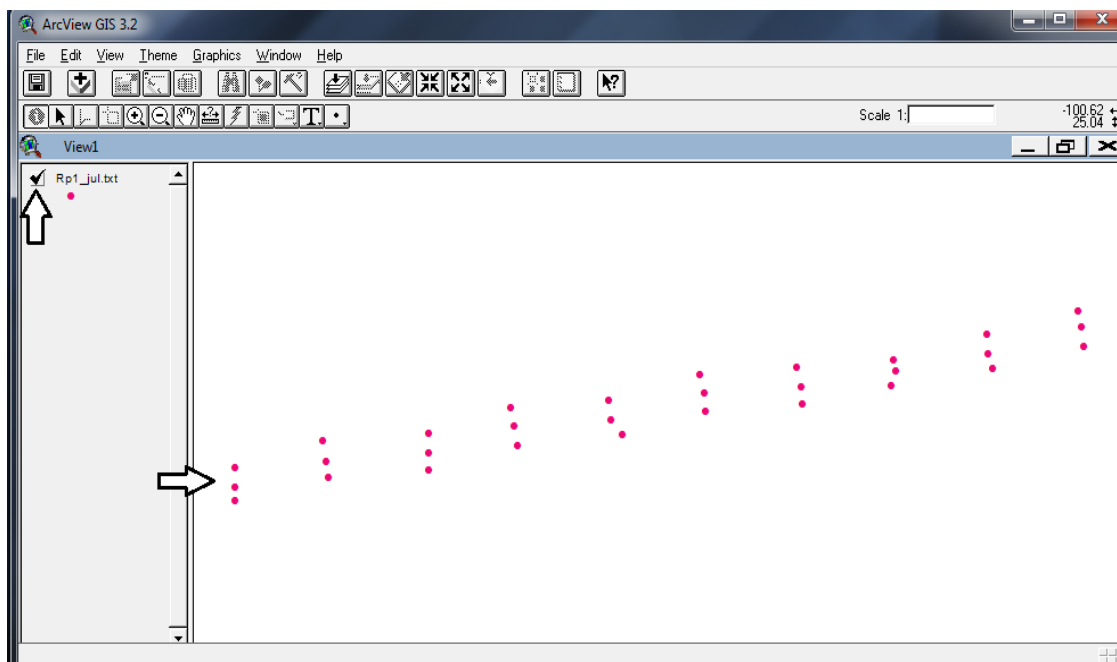 ArcView GIS 3.2
File Edit View Theme Graphics Window Help
T
Scale 1: -100.62
25.04
View1
Rp1_jul.txt